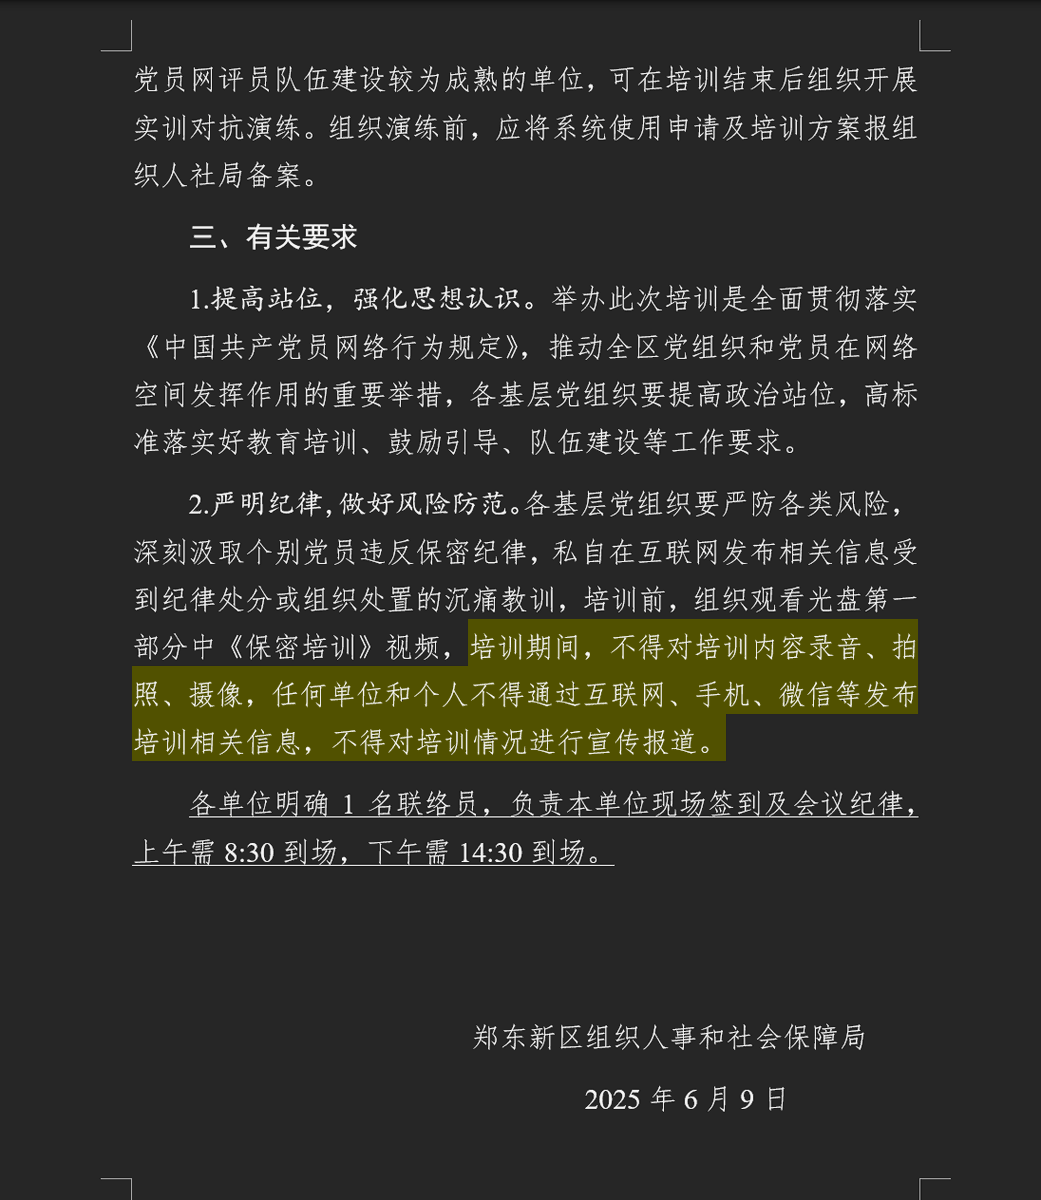 党员网评员队伍建设较为成熟的单位，可在培训结束后组织开展
实训对抗演练。组织演练前，应将系统使用申请及培训方案报组
织人社局备案。
三、有关要求
1.提高站位，强化思想认识。举办此次培训是全面贯彻落实
《中国共产党员网络行为规定》，推动全区党组织和党员在网络
空间发挥作用的重要举措，各基层党组织要提高政治站位，高标
准落实好教育培训、鼓励引导、队伍建设等工作要求。
2.严明纪律，做好风险防范。各基层党组织要严防各类风险，
深刻汲取个别党员违反保密纪律，私自在互联网发布相关信息受
到纪律处分或组织处置的沉痛教训，培训前，组织观看光盘第一
部分中《保密培训》视频，培训期间，不得对培训内容录音、拍
照、摄像，任何单位和个人不得通过互联网、手机、微信等发布
培训相关信息，不得对培训情况进行宣传报道。
各单位明确 1 名联络员，负责本单位现场签到及会议纪律，
上午需 8:30 到场，下午需 14:30 到场。
郑东新区组织人事和社会保障局
2025 年 6 月 9 日